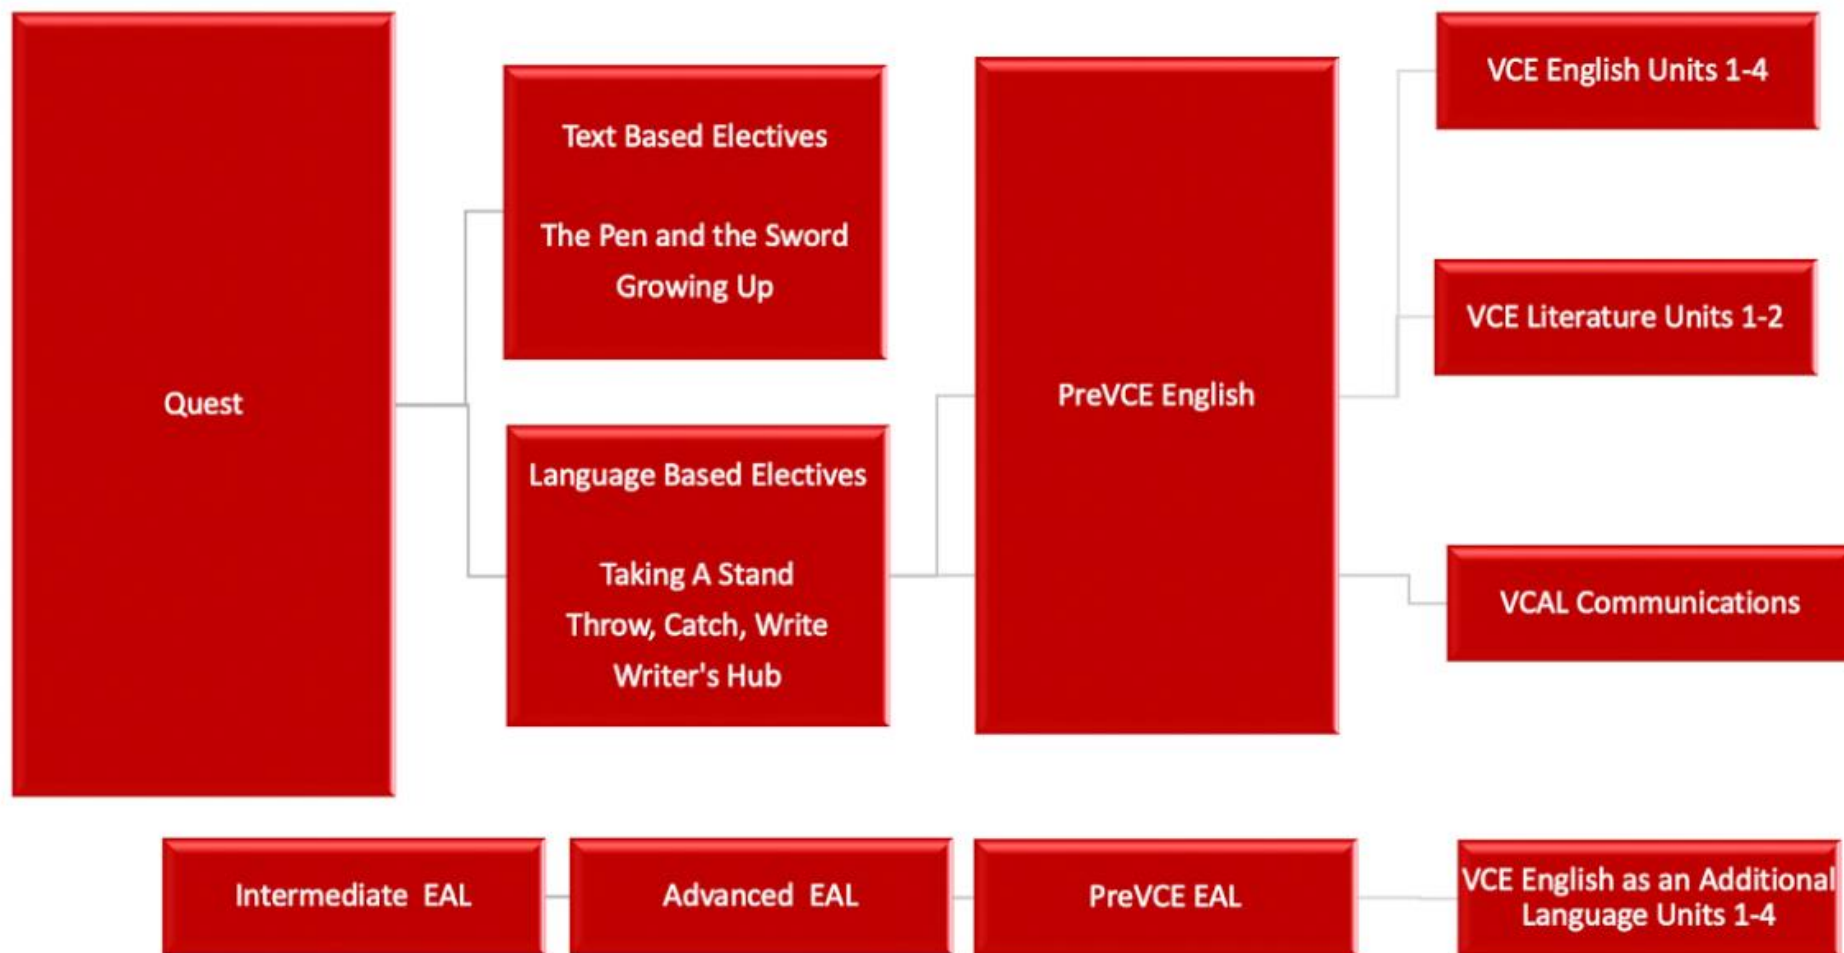 Quest
Text Based Electives
The Pen and the Sword
Growing Up
Language Based Electives
Taking A Stand
Throw, Catch, Write
Writer's Hub
PreVCE English
VCE English Units 1-4
VCE Literature Units 1-2
VCAL Communications
Intermediate EAL
Advanced EAL
PreVCE EAL
VCE English as an Additional
Language Units 1-4